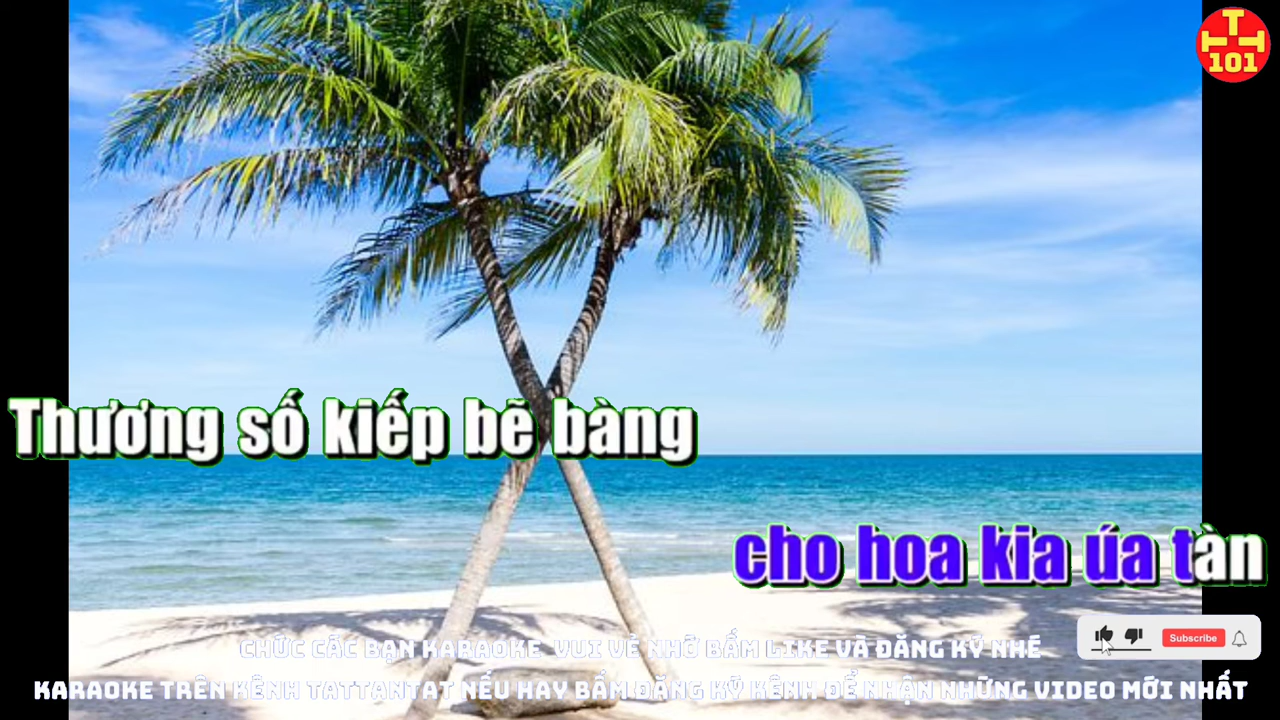 T
H H
101
Thương số kiếp bẽ bàng
cho hoa kia úa tàn
CHÚC CÁC BẠN KARAOKE VUI VẺ NHỚ BẤM LIKE VÀ ĐĂNG KÝ NHÉ
Subscribe
KARAOKE TRÊN KÊNH TATTANTAT NẾU HAY BẤM ĐĂNG KÝ KÊNH ĐỂ NHẬN NHỮNG VIDEO MỚI NHẤT